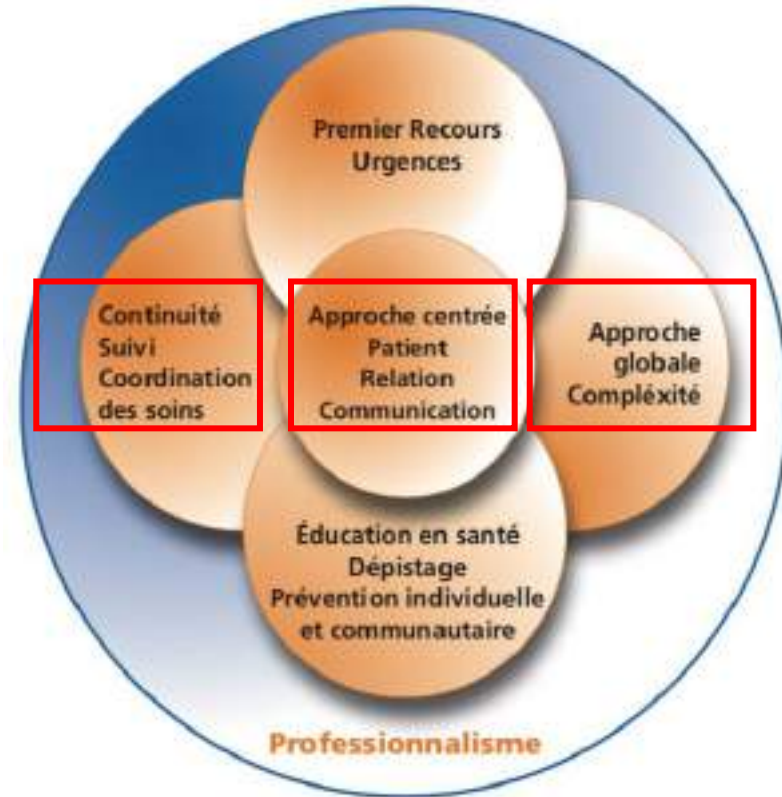 Premier Recours
Urgences
Continuité
Suivi
Coordination
des soins
Approche centrée
Patient
Relation
Communication
Approche
globale
Compléxité
Éducation en santé
Dépistage
Prévention individuelle
et communautaire
Professionnalisme